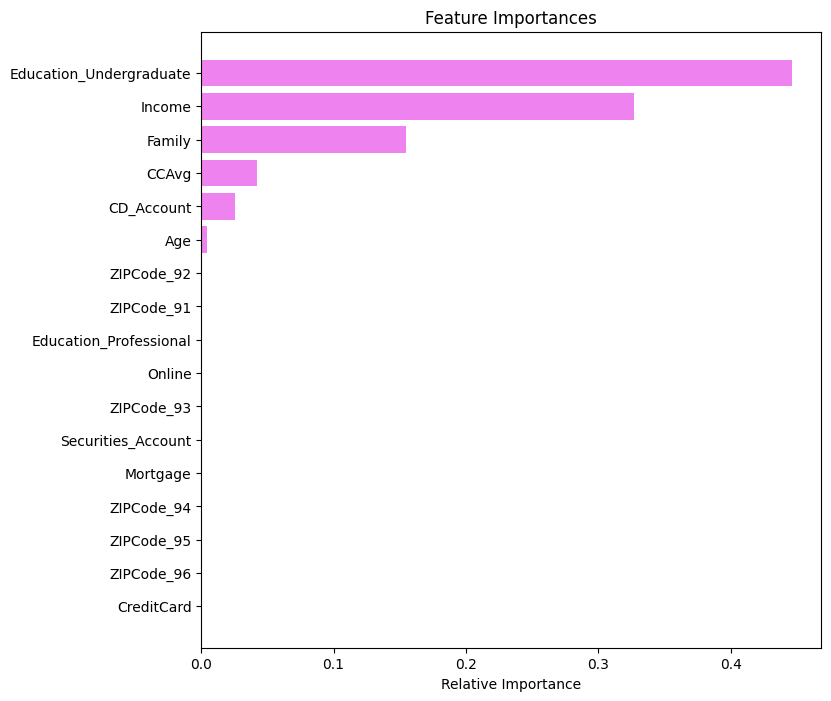 Feature Importances
Education_Undergraduate
Income
Family
CCAvg
CD_Account
Age
ZIPCode_92
ZIPCode_91
Education_Professional
Online
ZIPCode_93
Securities_Account
Mortgage
ZIPCode_94
ZIPCode_95
ZIPCode_96
CreditCard
0.0 0.1 0.2 0.3 0.4
Relative Importance